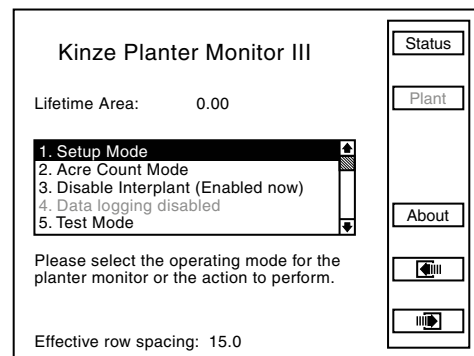 Kinze Planter Monitor III
Lifetime Area: 0.00
1. Setup Mode
2. Acre Count Mode
3. Disable Interplant (Enabled now)
4. Data logging disabled
5. Test Mode
Please select the operating mode for the
planter monitor or the action to perform.
Effective row spacing: 15.0
Status
Plant
About